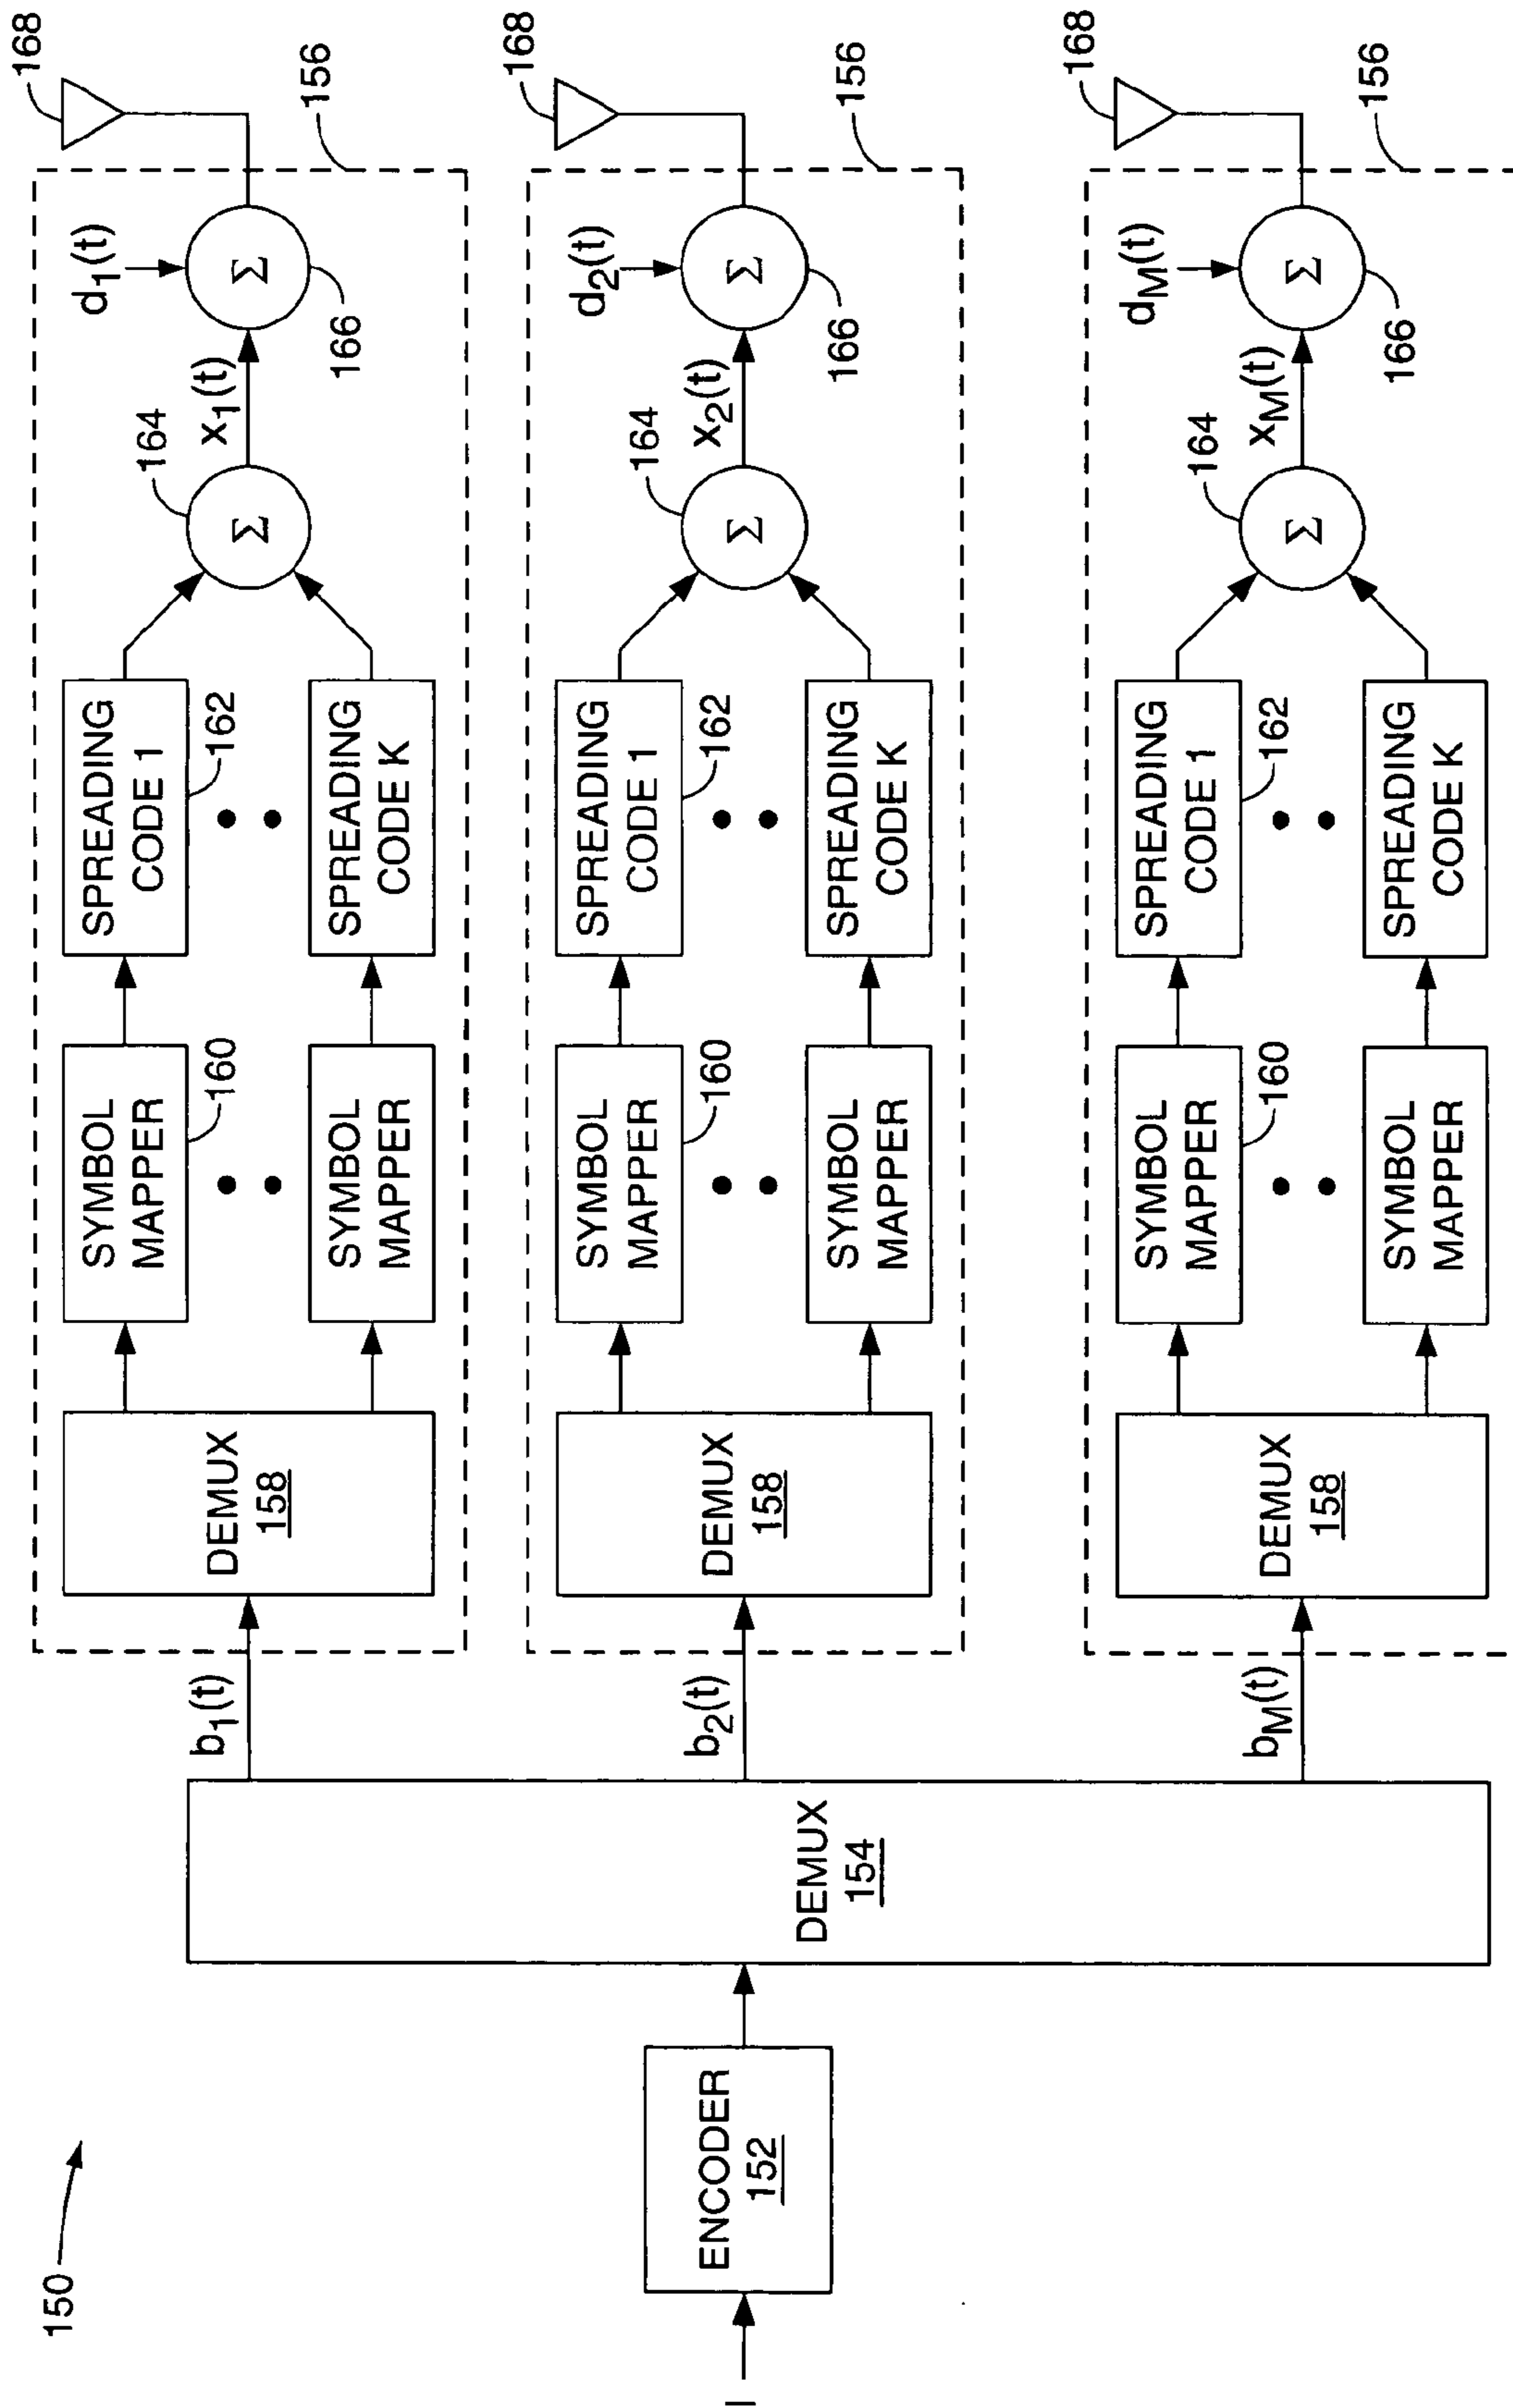 150
I
ENCODER
152
DEMUX
154
b1(t)
DEMUX
158
SYMBOL
MAPPER
160
SYMBOL
MAPPER
SPREADING
CODE 1
162
SPREADING
CODE K
164
Σ
x1(t)
d1(t)
Σ
166
168
156
b2(t)
DEMUX
158
SYMBOL
MAPPER
160
SYMBOL
MAPPER
SPREADING
CODE 1
162
SPREADING
CODE K
164
Σ
x2(t)
d2(t)
Σ
166
168
156
bM(t)
DEMUX
158
SYMBOL
MAPPER
160
SYMBOL
MAPPER
SPREADING
CODE 1
162
SPREADING
CODE K
164
Σ
xM(t)
dM(t)
Σ
166
168
156